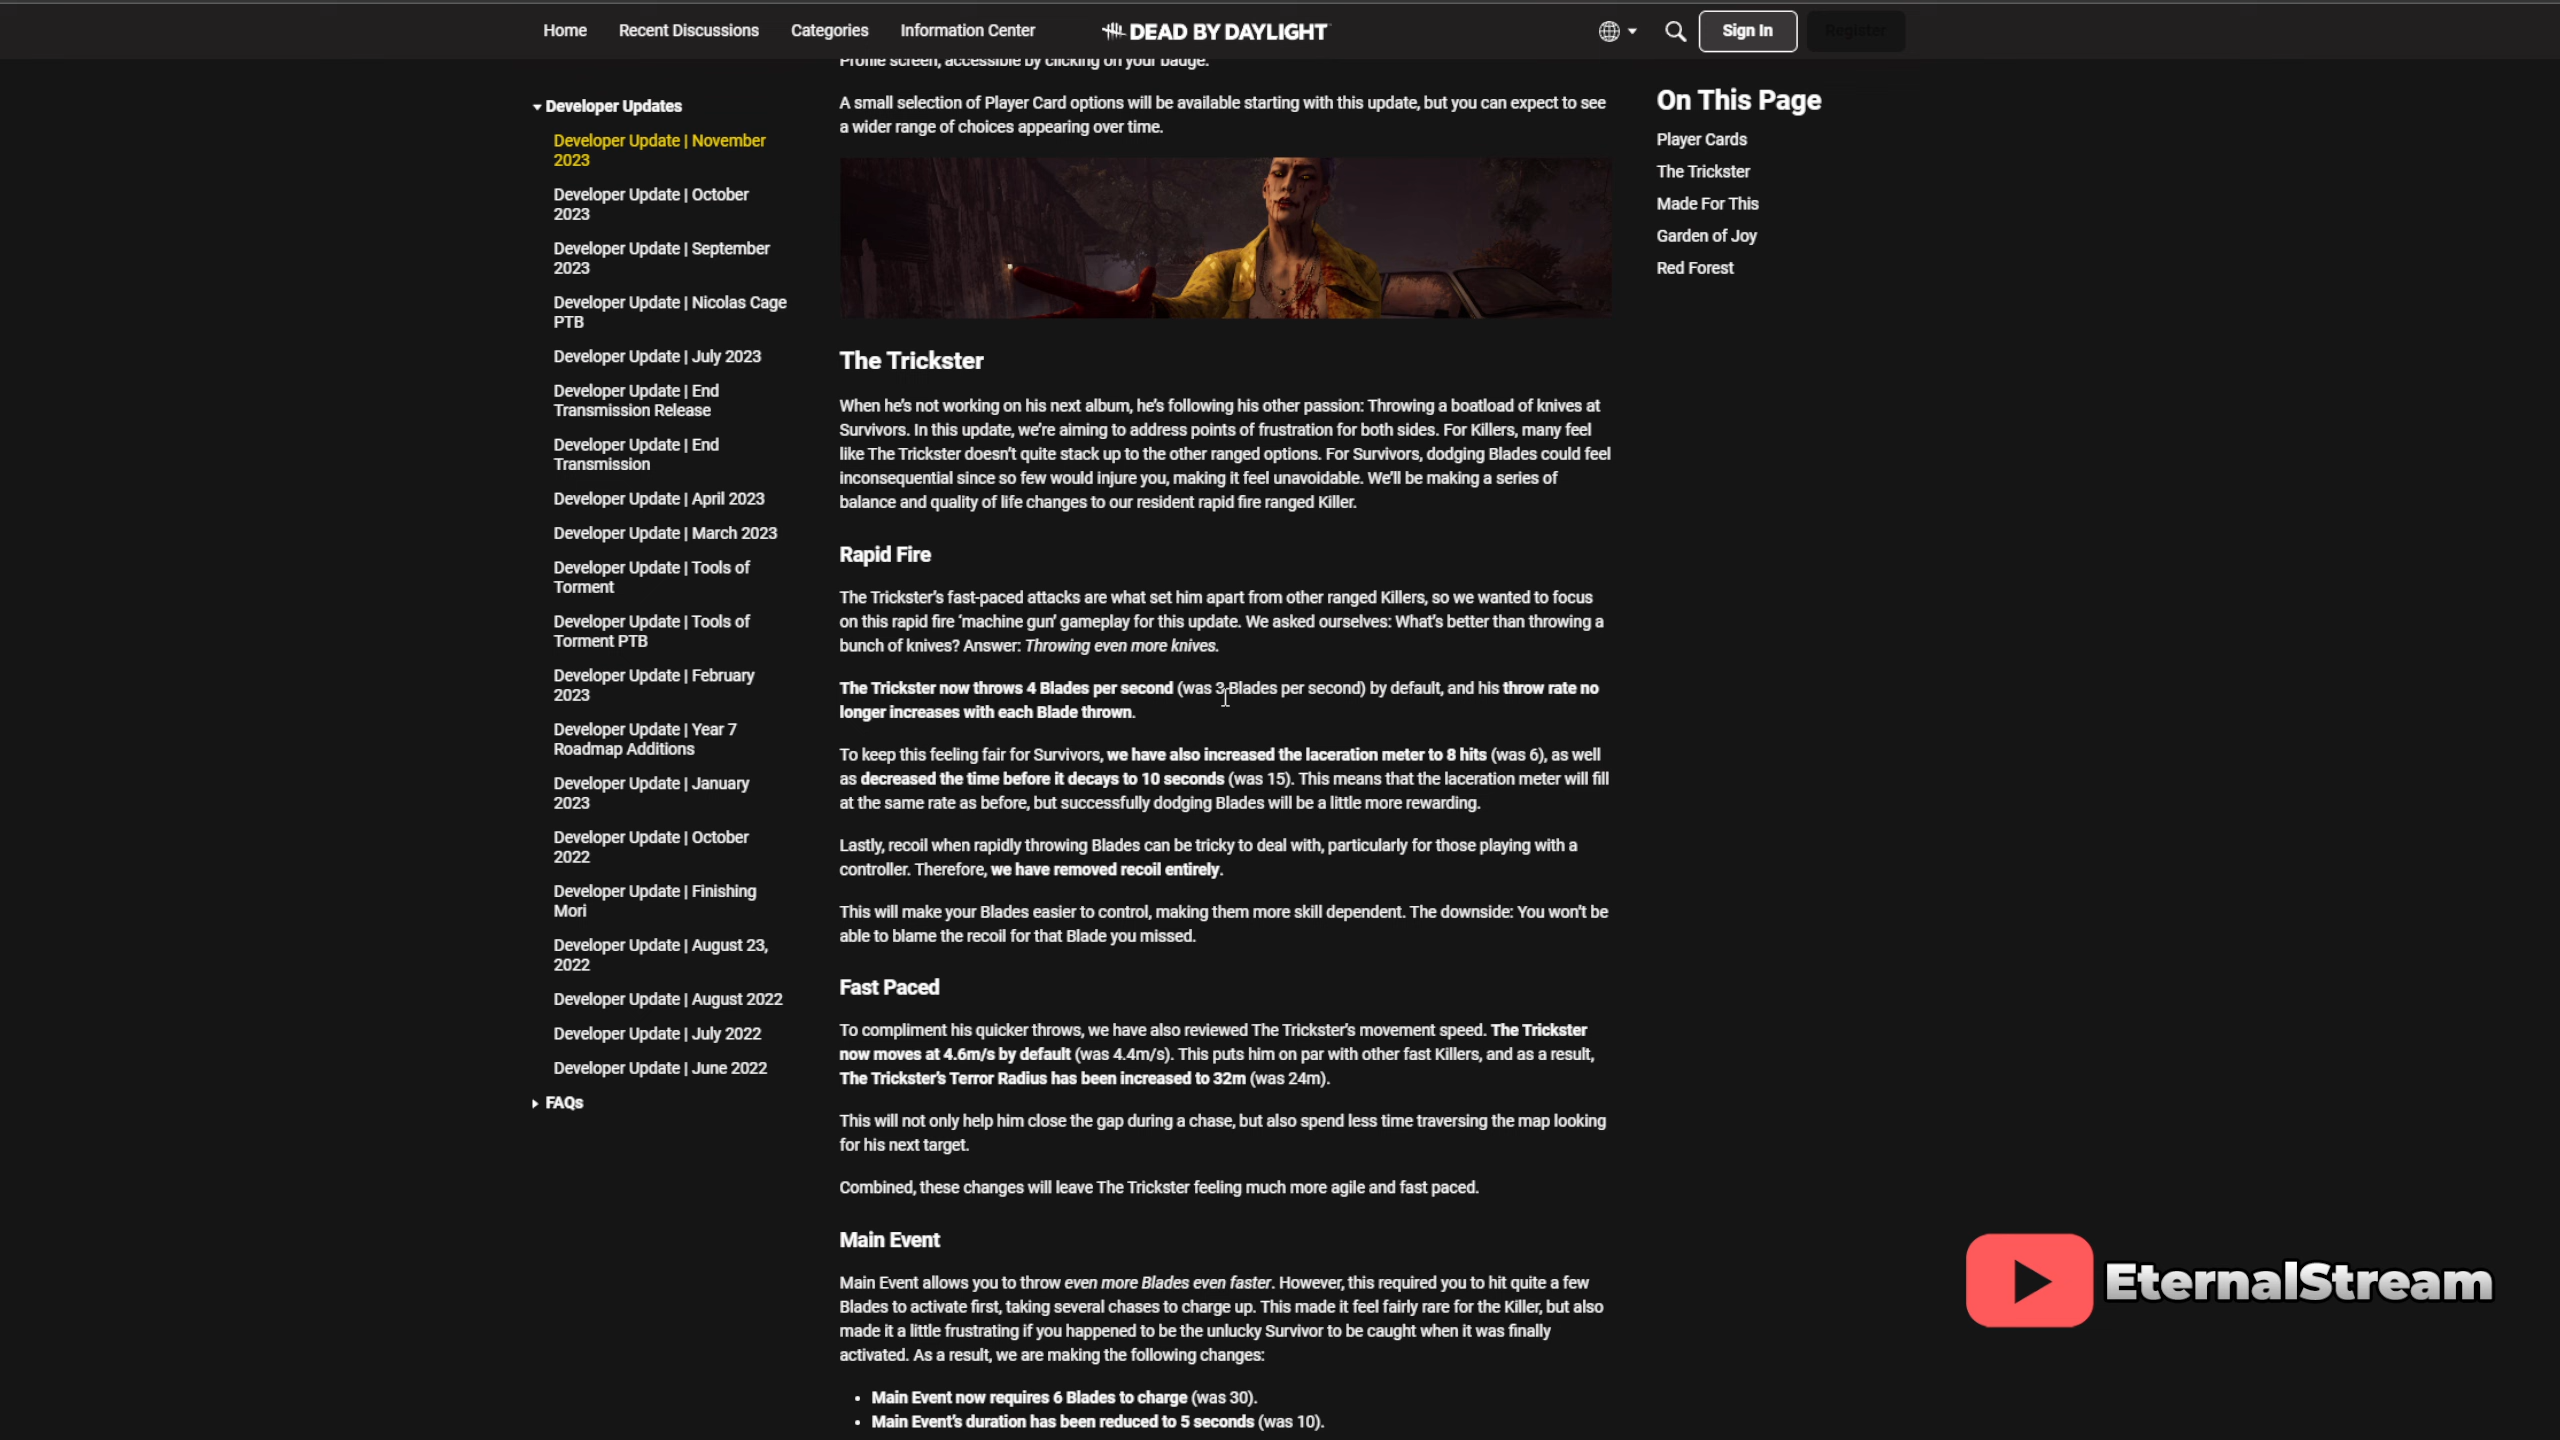 Home
Recent Discussions
Categories
Information Center
DEAD BY DAYLIGHT
Sign In
Register
Developer Updates
Developer Update | November
2023
Developer Update | October
2023
Developer Update | September
2023
Developer Update | Nicolas Cage
PTB
Developer Update | July 2023
Developer Update | End
Transmission Release
Developer Update | End
Transmission
Developer Update | April 2023
Developer Update | March 2023
Developer Update | Tools of
Torment
Developer Update | Tools of
Torment PTB
Developer Update | February
2023
Developer Update | Year 7
Roadmap Additions
Developer Update | January
2023
Developer Update | October
2022
Developer Update | Finishing
Mori
Developer Update | August 23,
2022
Developer Update | August 2022
Developer Update | July 2022
Developer Update | June 2022
FAQs
Profile screen, accessible by clicking on your badge.
A small selection of Player Card options will be available starting with this update, but you can expect to see
a wider range of choices appearing over time.
The Trickster
When he's not working on his next album, he's following his other passion: Throwing a boatload of knives at
Survivors. In this update, we're aiming to address points of frustration for both sides. For Killers, many feel
like The Trickster doesn't quite stack up to the other ranged options. For Survivors, dodging Blades could feel
inconsequential since so few would injure you, making it feel unavoidable. We'll be making a series of
balance and quality of life changes to our resident rapid fire ranged Killer.
Rapid Fire
The Trickster's fast-paced attacks are what set him apart from other ranged Killers, so we wanted to focus
on this rapid fire 'machine gun' gameplay for this update. We asked ourselves: What's better than throwing a
bunch of knives? Answer: Throwing even more knives.
The Trickster now throws 4 Blades per second (was 3 Blades per second) by default, and his throw rate no
longer increases with each Blade thrown.
To keep this feeling fair for Survivors, we have also increased the laceration meter to 8 hits (was 6), as well
as decreased the time before it decays to 10 seconds (was 15). This means that the laceration meter will fill
at the same rate as before, but successfully dodging Blades will be a little more rewarding.
Lastly, recoil when rapidly throwing Blades can be tricky to deal with, particularly for those playing with a
controller. Therefore, we have removed recoil entirely.
This will make your Blades easier to control, making them more skill dependent. The downside: You won't be
able to blame the recoil for that Blade you missed.
Fast Paced
To compliment his quicker throws, we have also reviewed The Trickster's movement speed. The Trickster
now moves at 4.6m/s by default (was 4.4m/s). This puts him on par with other fast Killers, and as a result,
The Trickster's Terror Radius has been increased to 32m (was 24m).
This will not only help him close the gap during a chase, but also spend less time traversing the map looking
for his next target.
Combined, these changes will leave The Trickster feeling much more agile and fast paced.
Main Event
Main Event allows you to throw even more Blades even faster. However, this required you to hit quite a few
Blades to activate first, taking several chases to charge up. This made it feel fairly rare for the Killer, but also
made it a little frustrating if you happened to be the unlucky Survivor to be caught when it was finally
activated. As a result, we are making the following changes:
• Main Event now requires 6 Blades to charge (was 30).
• Main Event's duration has been reduced to 5 seconds (was 10).
On This Page
Player Cards
The Trickster
Made For This
Garden of Joy
Red Forest
EternalStream